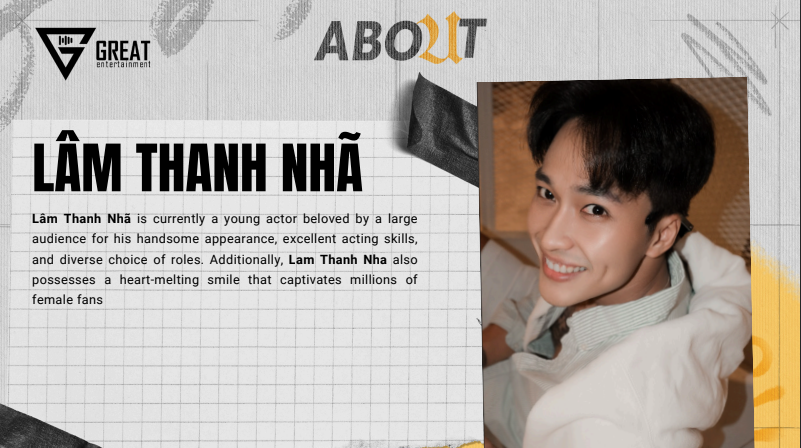 GREAT
entertainment
ABOUT
LÂM THANH NHÃ
Lâm Thanh Nhã is currently a young actor beloved by a large
audience for his handsome appearance, excellent acting skills,
and diverse choice of roles. Additionally, Lam Thanh Nha also
possesses a heart-melting smile that captivates millions of
female fans